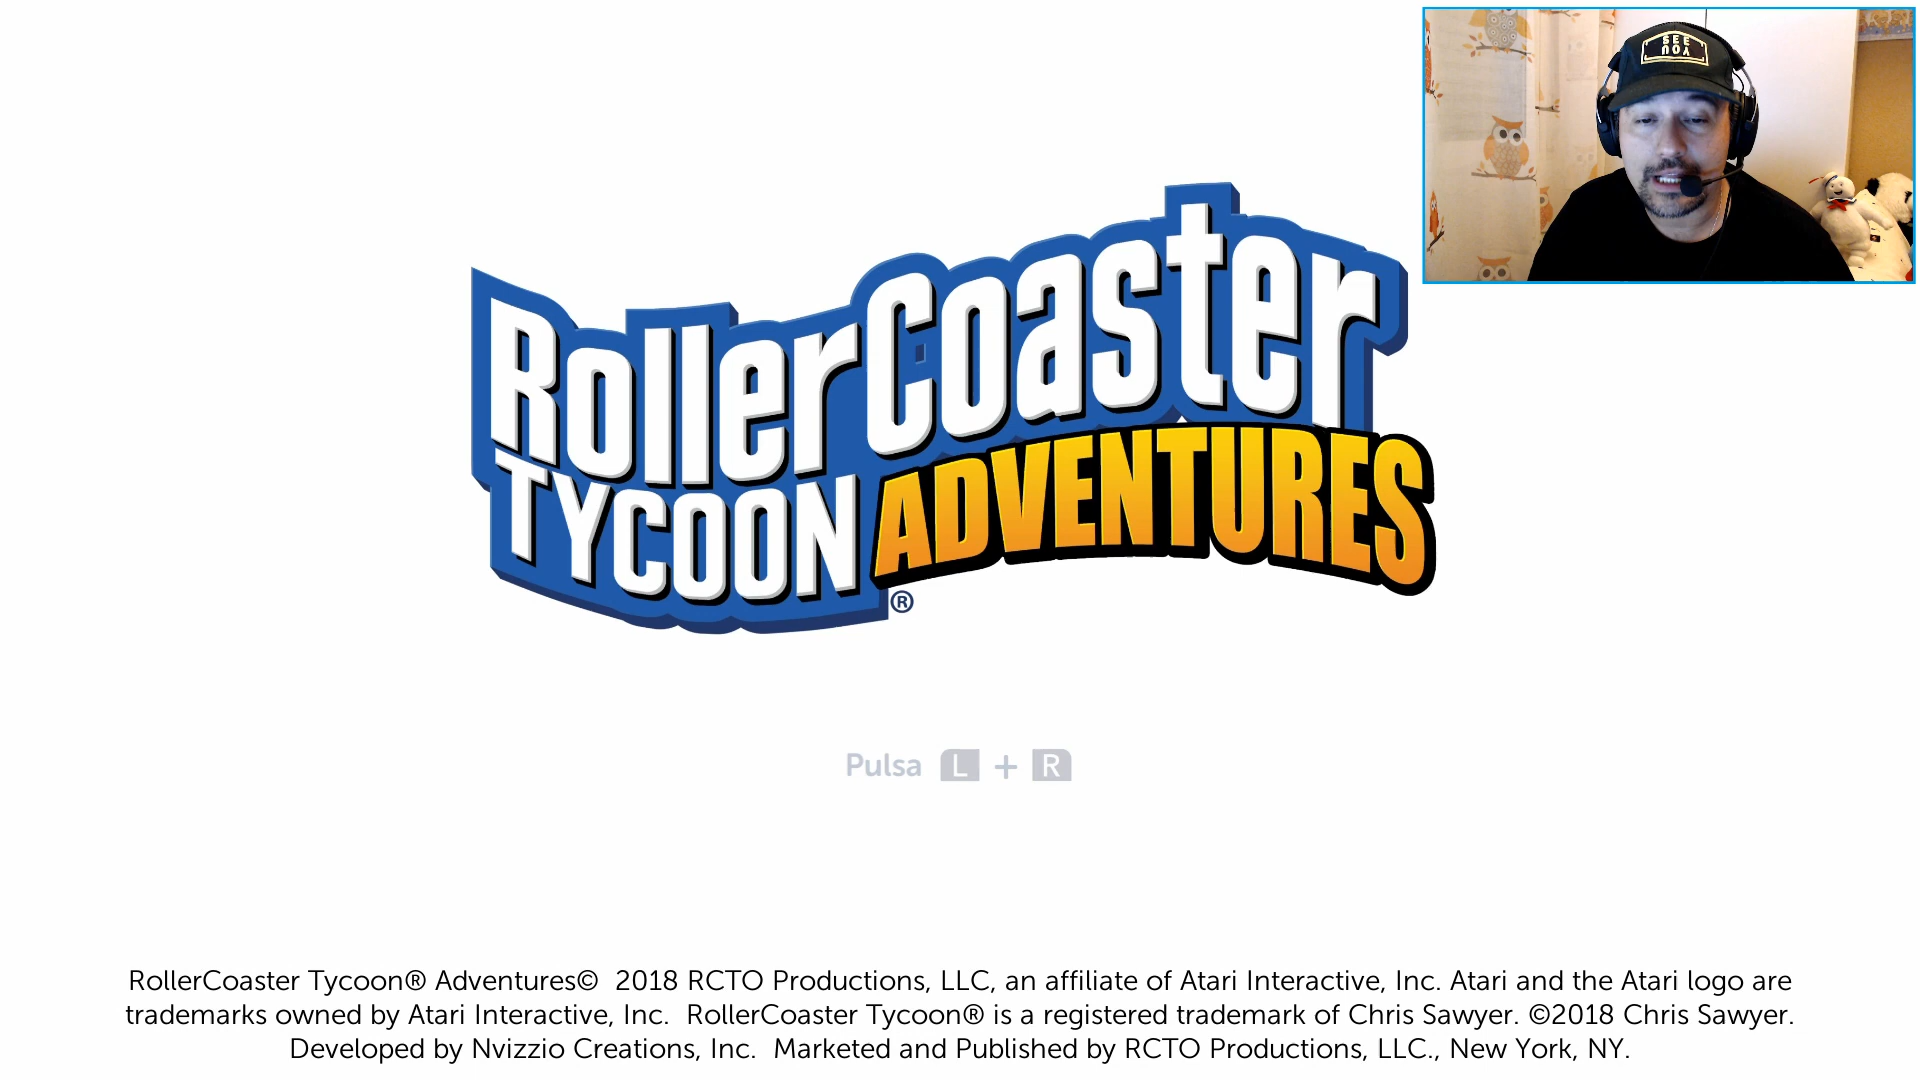 SEE
YOU
RollerCoaster
TYCOON ADVENTURES
®
Pulsa L + R
RollerCoaster Tycoon® Adventures© 2018 RCTO Productions, LLC, an affiliate of Atari Interactive, Inc. Atari and the Atari logo are
trademarks owned by Atari Interactive, Inc. RollerCoaster Tycoon® is a registered trademark of Chris Sawyer. ©2018 Chris Sawyer.
Developed by Nvizzio Creations, Inc. Marketed and Published by RCTO Productions, LLC., New York, NY.